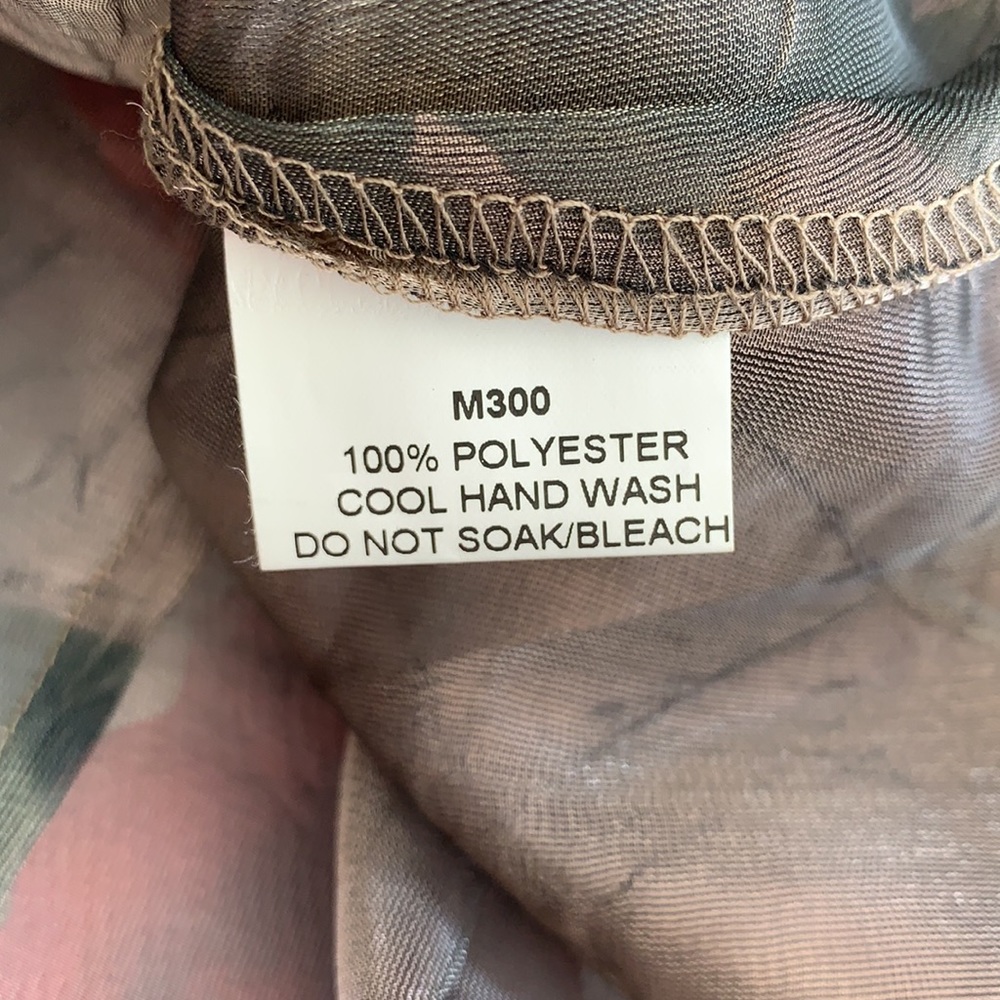 M300
100% POLYESTER
COOL HAND WASH
DO NOT SOAK/BLEACH